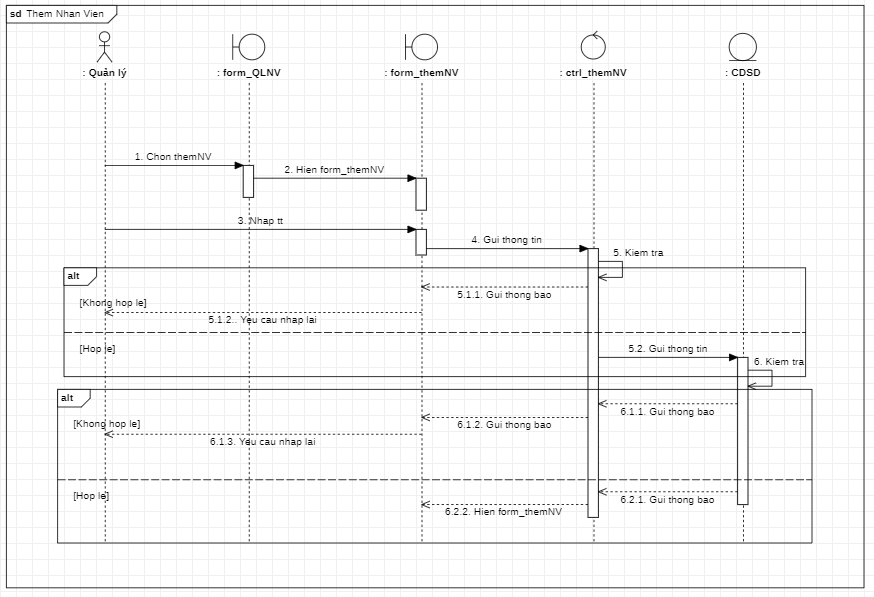 sd Them Nhan Vien
: Quản lý
: form_QLNV
: form_themNV
: ctrl_themNV
: CDSD
1. Chon themNV
2. Hien form_themNV
3. Nhap tt
4. Gui thong tin
5. Kiem tra
alt
[Khong hop le]
5.1.1. Gui thong bao
5.1.2.. Yeu cau nhap lai
[Hop le]
5.2. Gui thong tin
6. Kiem tra
alt
[Khong hop le]
6.1.1. Gui thong bao
6.1.2. Gui thong bao
6.1.3. Yeu cau nhap lai
[Hop le]
6.2.1. Gui thong bao
6.2.2. Hien form_themNV